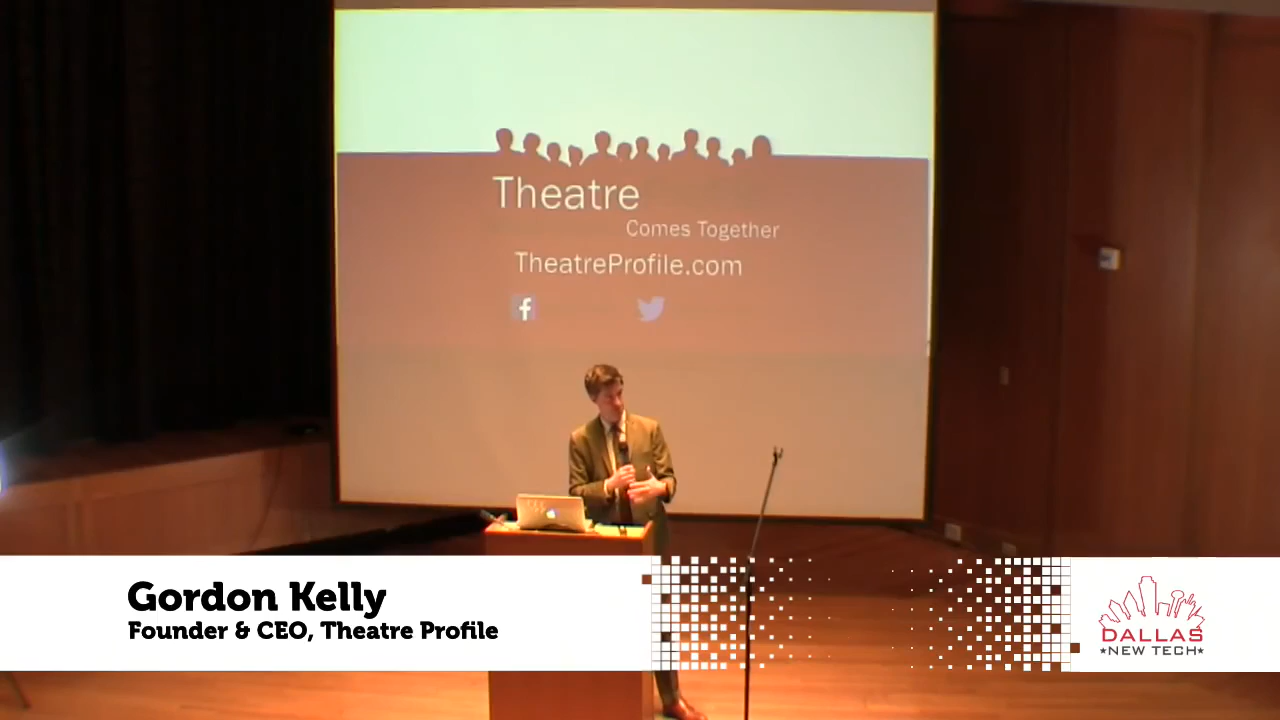 Theatre
Comes Together
TheatreProfile.com
f
Gordon Kelly
Founder & CEO, Theatre Profile
DALLAS
★NEW TECH★